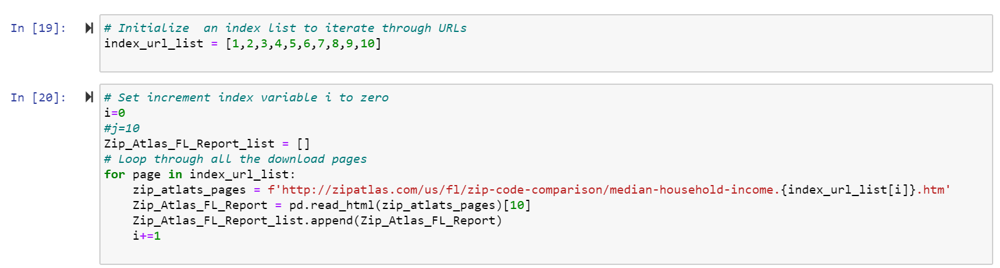 In [19]:
# Initialize  an index list to iterate through URLs
index_url_list = [1,2,3,4,5,6,7,8,9,10]
In [20]:
# Set increment index variable i to zero
i=0
#j=10
Zip_Atlas_FL_Report_list = []
# Loop through all the download pages
for page in index_url_list:
    zip_atlats_pages = f'http://zipatlas.com/us/fl/zip-code-comparison/median-household-income.{index_url_list[i]}.htm'
    Zip_Atlas_FL_Report = pd.read_html(zip_atlats_pages)[10]
    Zip_Atlas_FL_Report_list.append(Zip_Atlas_FL_Report)
    i+=1